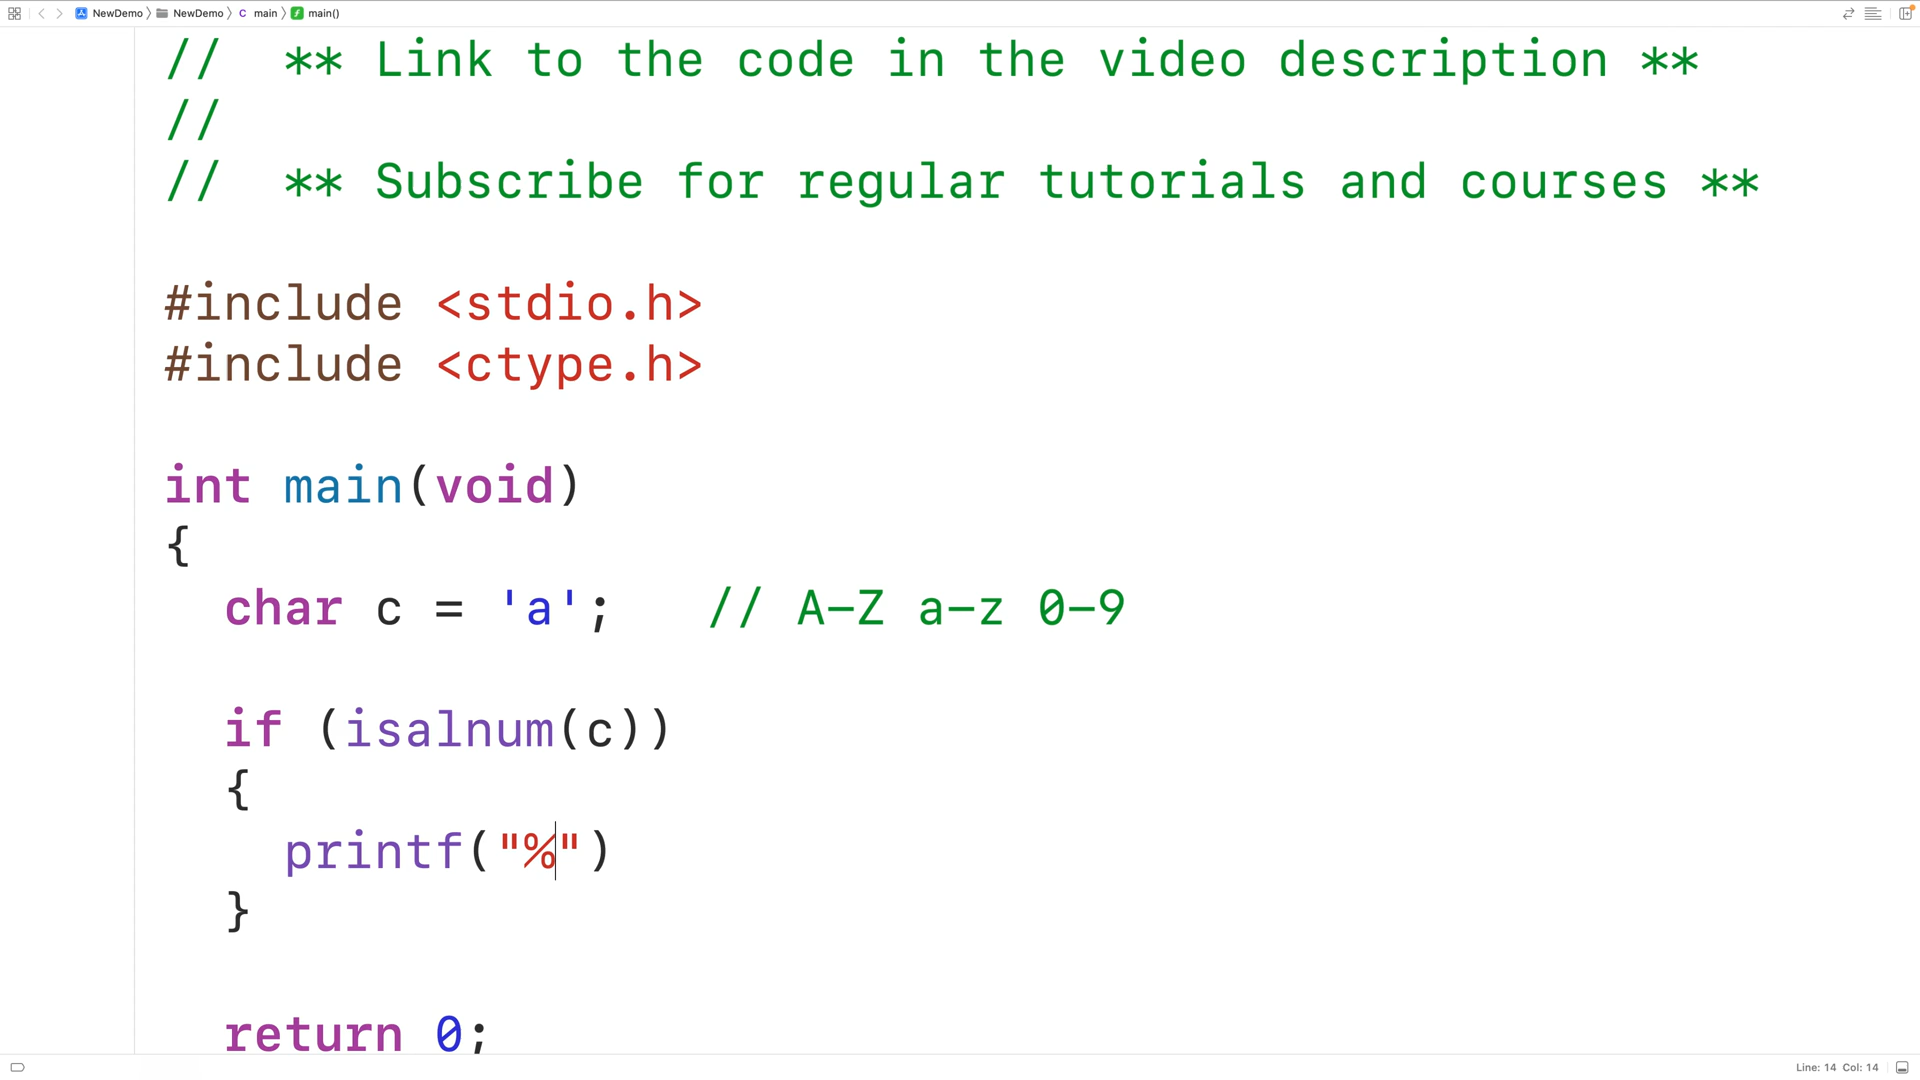 NewDemo 〉 NewDemo 〉 C main 〉 f main()
//  ** Link to the code in the video description **
//
//  ** Subscribe for regular tutorials and courses **
#include <stdio.h>
#include <ctype.h>
int main(void)
{
  char c = 'a';   // A-Z a-z 0-9
  if (isalnum(c))
  {
    printf("%")
  }
  return 0;
Line: 14 Col: 14